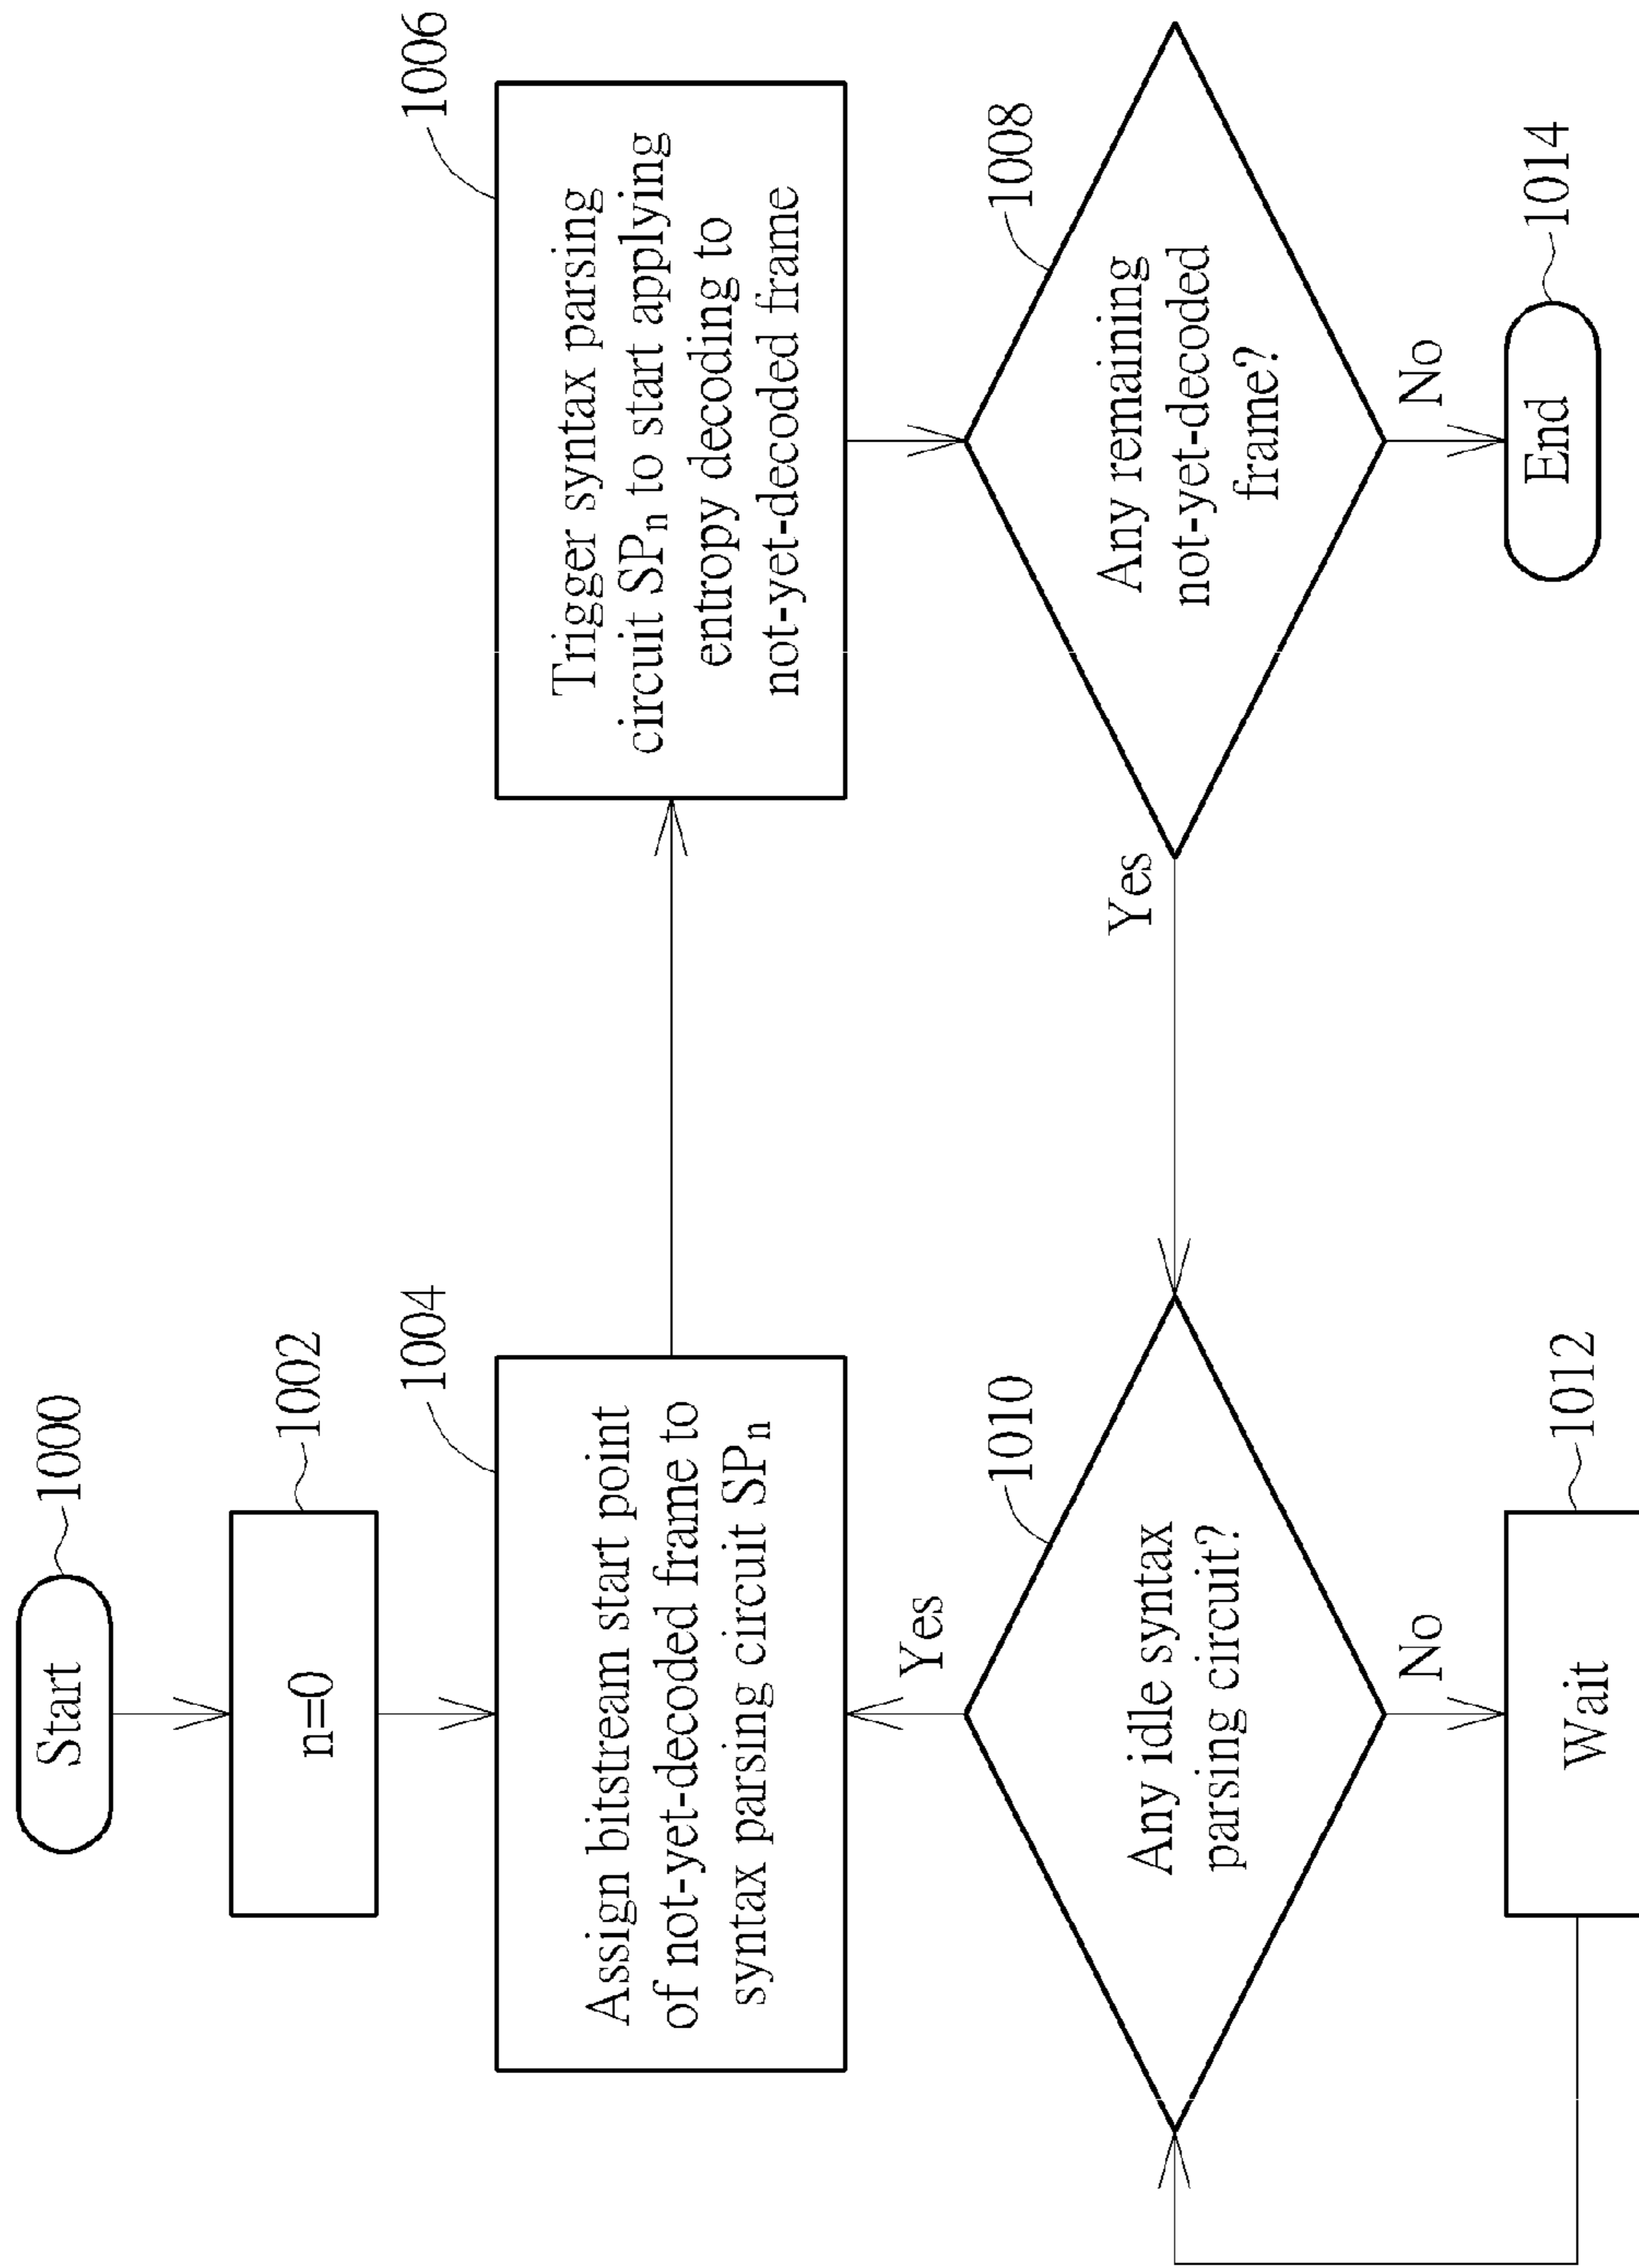 Start
1000
n=0
1002
Assign bitstream start point
of not-yet-decoded frame to
syntax parsing circuit SPn
1004
Trigger syntax parsing
circuit SPn to start applying
entropy decoding to
not-yet-decoded frame
1006
Any remaining
not-yet-decoded
frame?
1008
Yes
No
Any idle syntax
parsing circuit?
1010
Yes
No
Wait
1012
End
1014